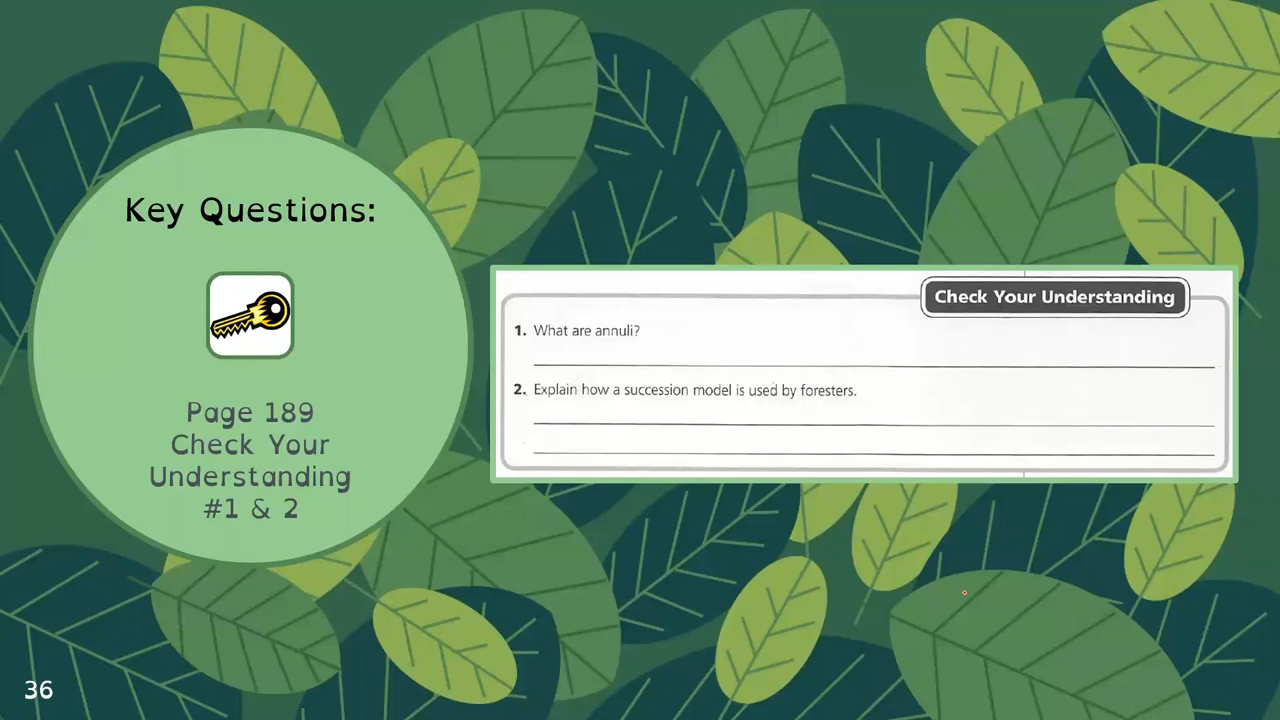 Key Questions:
Page 189
Check Your
Understanding
#1 & 2
Check Your Understanding
1. What are annuli?
2. Explain how a succession model is used by foresters.
36